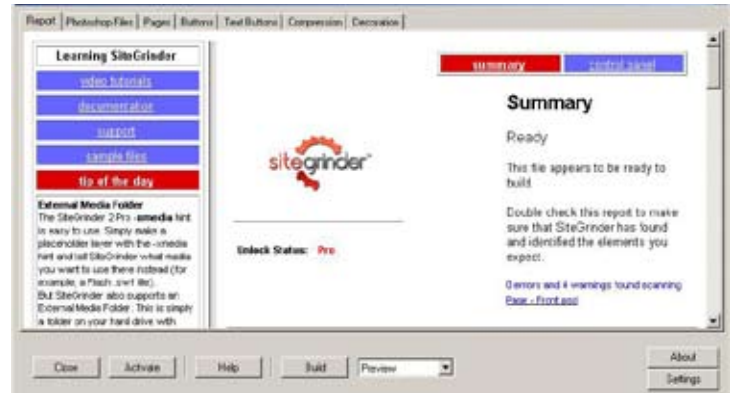 Report Photoshop Files Pages Buttons Text Buttons Compression Decoration
Learning SiteGrinder
video tutorials
documentation
support
sample files
tip of the day
External Media Folder
The SiteGrinder 2 Pro -xmedia hint
is easy to use. Simply make a
placeholder layer with the -xmedia
hint and tell SiteGrinder what media
you want to use there instead (for
example, a Flash .swf file).
But SiteGrinder also supports an
External Media Folder. This is simply
a folder on your hard drive with
sitegrinder
Unlock Status: Pro
summary control panel
Summary
Ready
This file appears to be ready to
build
Double check this report to make
sure that SiteGrinder has found
and identified the elements you
expect.
0 errors and 4 warnings found scanning
Page - Front.psd
Close Activate Help Build Preview
About
Settings